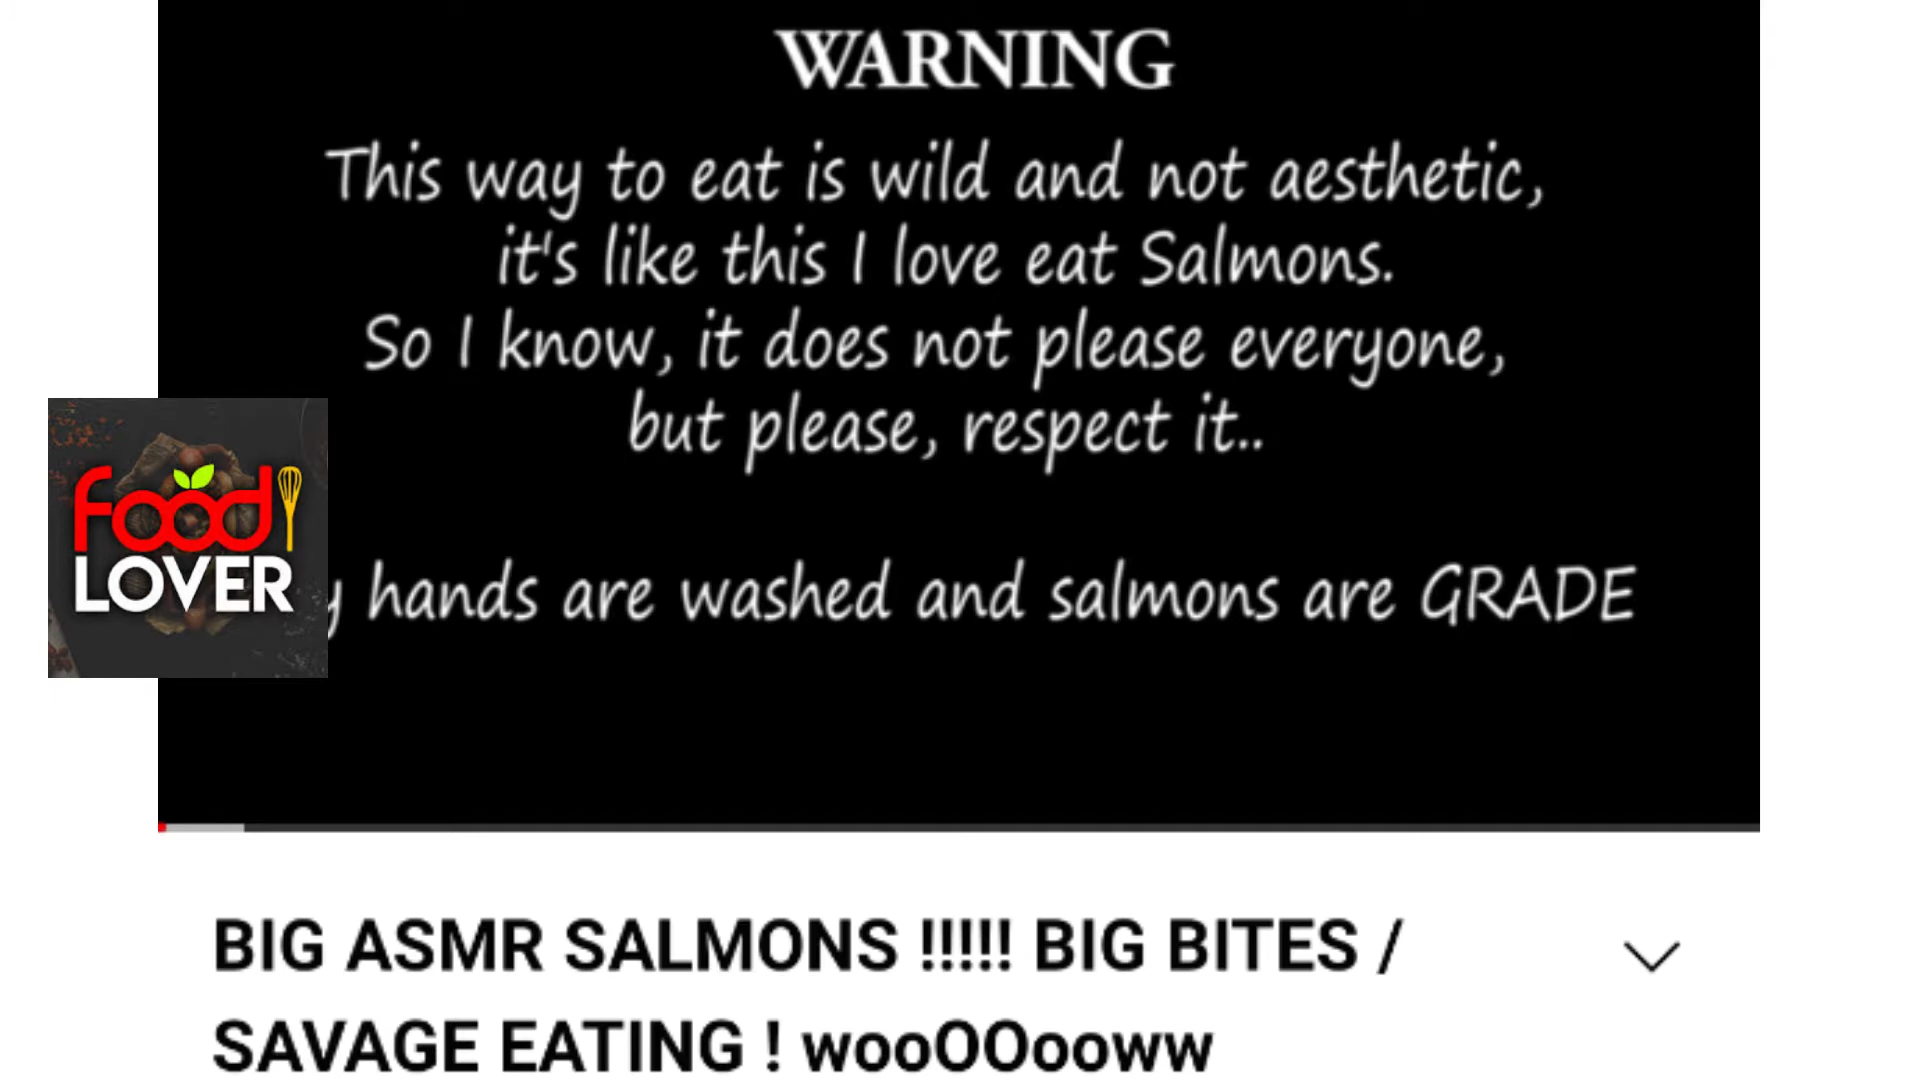 WARNING
This way to eat is wild and not aesthetic,
it's like this I love eat Salmons.
So I know, it does not please everyone,
but please, respect it..
food
LOVER
hands are washed and salmons are GRADE
BIG ASMR SALMONS !!!!! BIG BITES /
SAVAGE EATING ! wooOOoooww